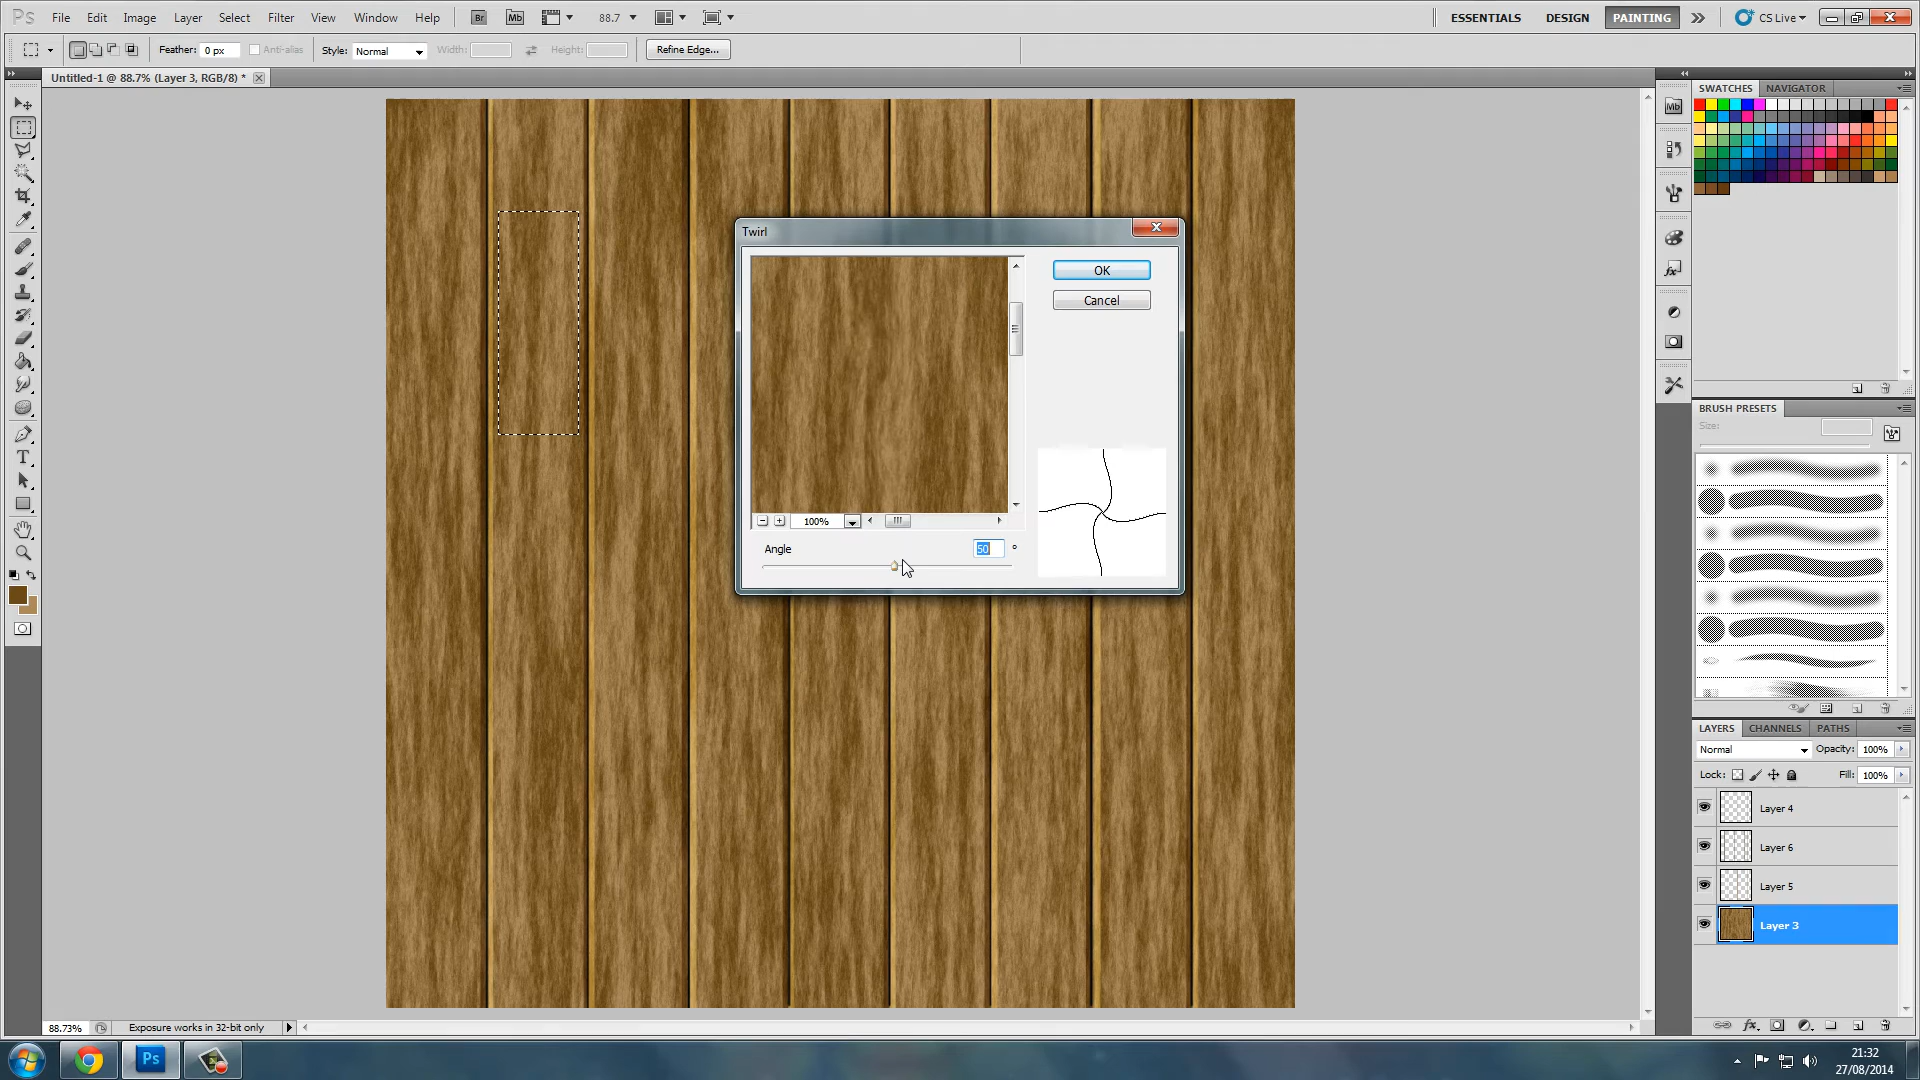 Ps File Edit Image Layer Select Filter View Window Help Br Mb 88.7 ESSENTIALS DESIGN PAINTING CS Live
Feather: 0 px Anti-alias Style: Normal Width: Height: Refine Edge...
Untitled-1 @ 88.7% (Layer 3, RGB/8) *
SWATCHES NAVIGATOR
Mb
Twirl
OK
Cancel
100%
Angle 50 °
BRUSH PRESETS
Size:
LAYERS CHANNELS PATHS
Normal Opacity: 100%
Lock: Fill: 100%
Layer 4
Layer 6
Layer 5
Layer 3
88.73% Exposure works in 32-bit only
Ps
21:32
27/08/2014